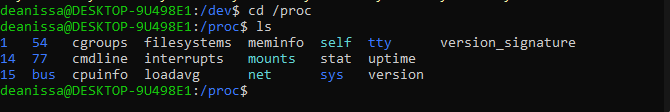 deanissa@DESKTOP-9U498E1:/dev$ cd /proc
deanissa@DESKTOP-9U498E1:/proc$ ls
1   54   cgroups  filesystems  meminfo  self  tty      version_signature
14  77   cmdline  interrupts   mounts   stat  uptime
15  bus  cpuinfo  loadavg      net      sys   version
deanissa@DESKTOP-9U498E1:/proc$